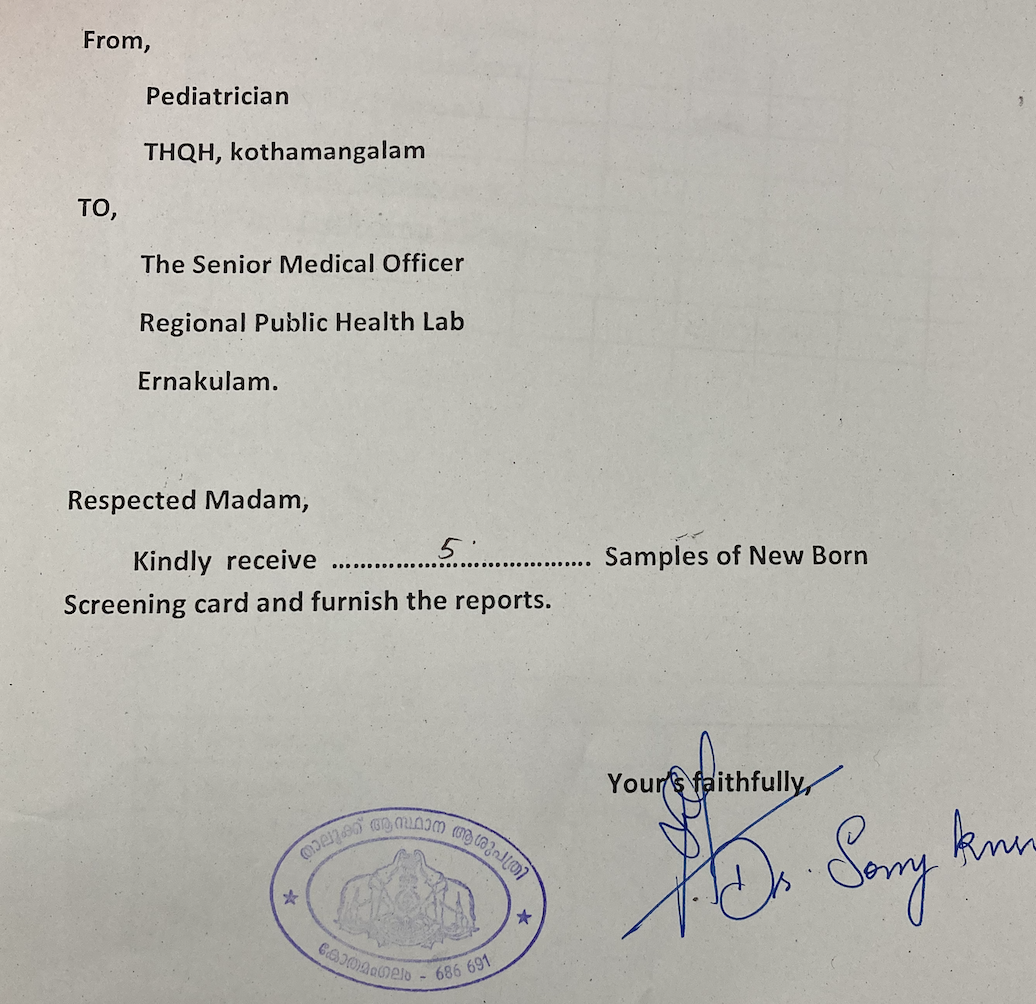 From,
Pediatrician
THQH, kothamangalam
TO,
The Senior Medical Officer
Regional Public Health Lab
Ernakulam.
Respected Madam,
Kindly receive ..............5...................... Samples of New Born
Screening card and furnish the reports.
Your's faithfully,
Dr. Sony
താലൂക്ക് ആസ്ഥാന ആശുപത്രി
കോതമംഗലം - 686 691